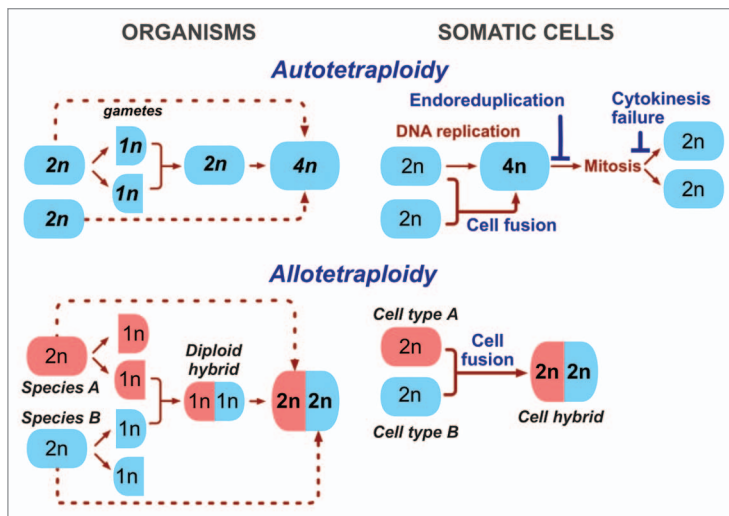 ORGANISMS
SOMATIC CELLS
Autotetraploidy
gametes
2n
1n
1n
2n
4n
2n
Endoreduplication
Cytokinesis
failure
DNA replication
2n
4n
Mitosis
2n
2n
2n
Cell fusion
Allotetraploidy
2n
Species A
1n
1n
Diploid
hybrid
1n 1n
2n 2n
Species B
2n
1n
1n
Cell type A
2n
Cell
fusion
2n 2n
2n
Cell type B
Cell hybrid